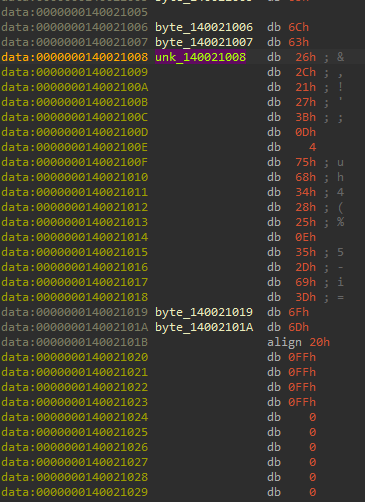 data:0000000140021005
data:0000000140021006 byte_140021006 db 6Ch
data:0000000140021007 byte_140021007 db 63h
data:0000000140021008 unk_140021008 db 26h ; &
data:0000000140021009 db 2Ch ; ,
data:000000014002100A db 21h ; !
data:000000014002100B db 27h ; '
data:000000014002100C db 3Bh ; ;
data:000000014002100D db 0Dh
data:000000014002100E db 4
data:000000014002100F db 75h ; u
data:0000000140021010 db 68h ; h
data:0000000140021011 db 34h ; 4
data:0000000140021012 db 28h ; (
data:0000000140021013 db 25h ; %
data:0000000140021014 db 0Eh
data:0000000140021015 db 35h ; 5
data:0000000140021016 db 2Dh ; -
data:0000000140021017 db 69h ; i
data:0000000140021018 db 3Dh ; =
data:0000000140021019 byte_140021019 db 6Fh
data:000000014002101A byte_14002101A db 6Dh
data:000000014002101B align 20h
data:0000000140021020 db 0FFh
data:0000000140021021 db 0FFh
data:0000000140021022 db 0FFh
data:0000000140021023 db 0FFh
data:0000000140021024 db 0
data:0000000140021025 db 0
data:0000000140021026 db 0
data:0000000140021027 db 0
data:0000000140021028 db 0
data:0000000140021029 db 0